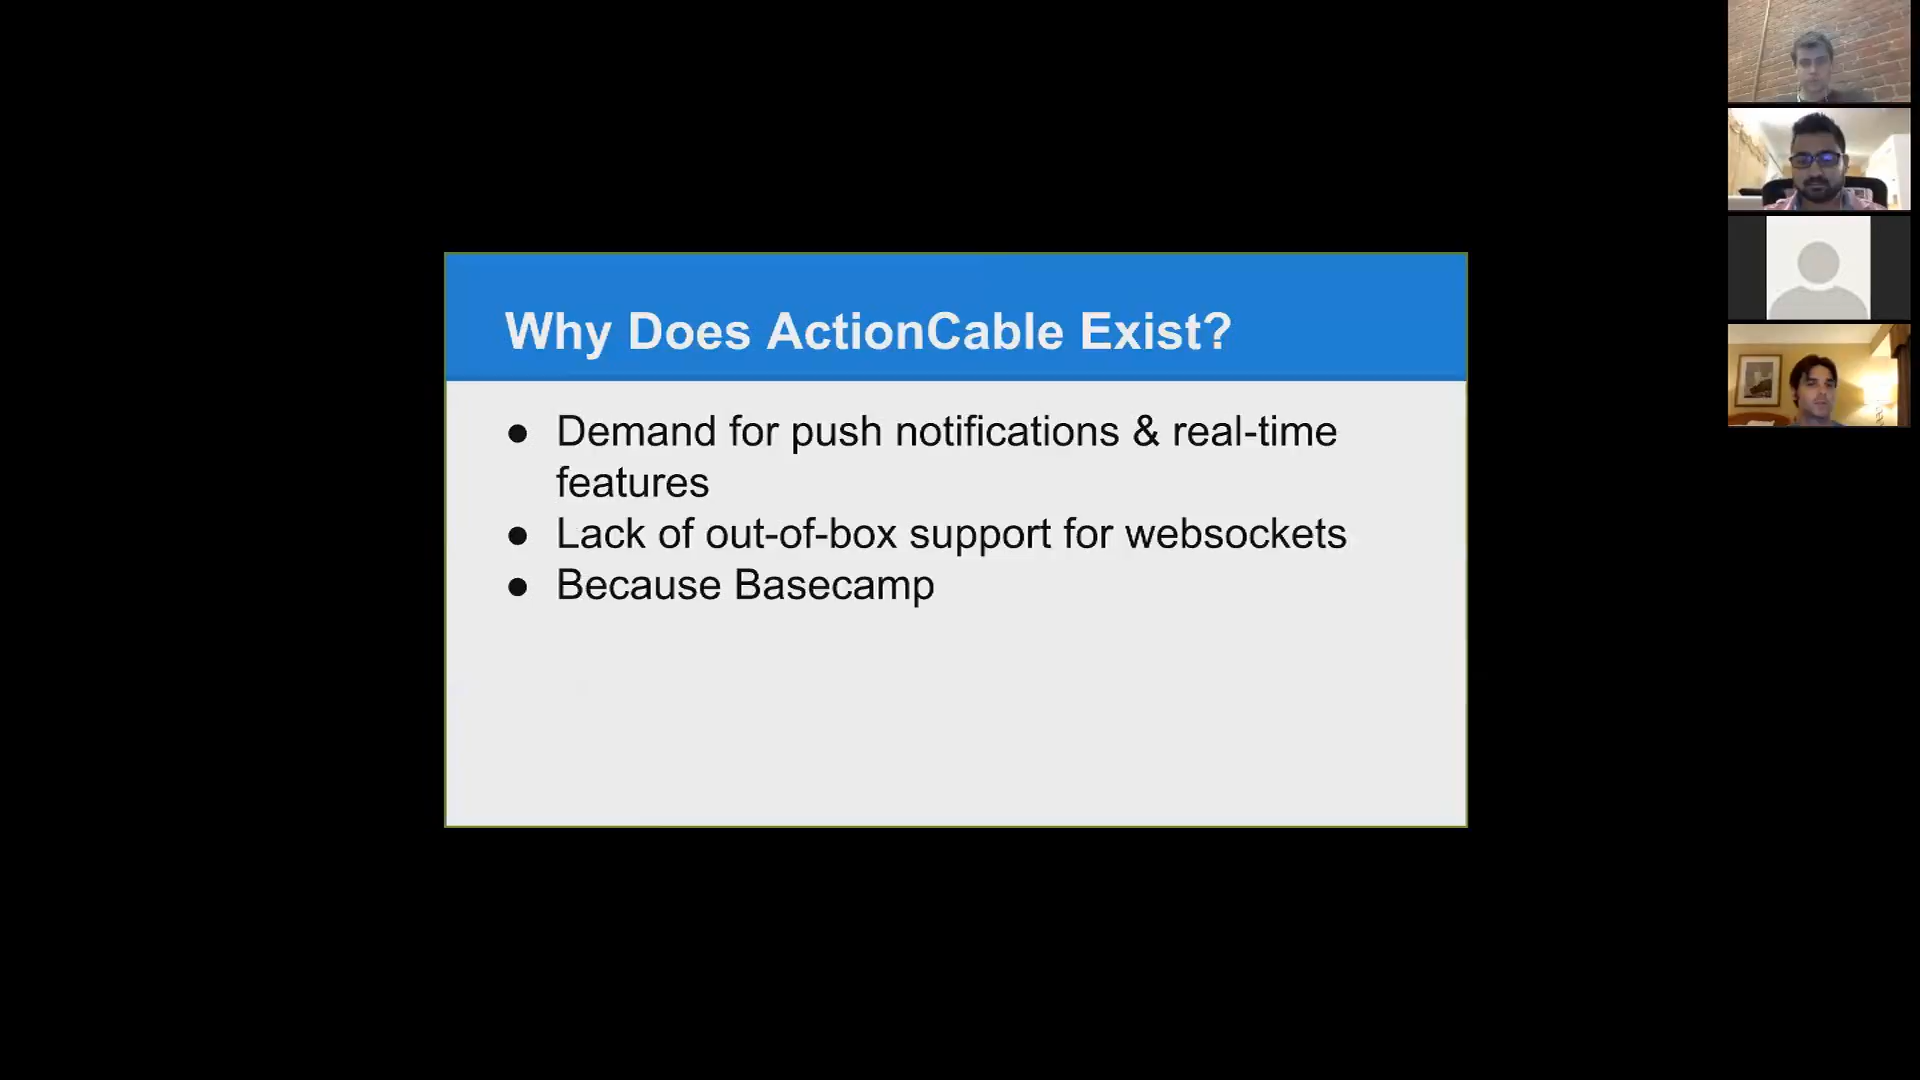 Why Does ActionCable Exist?
● Demand for push notifications & real-time
features
● Lack of out-of-box support for websockets
● Because Basecamp